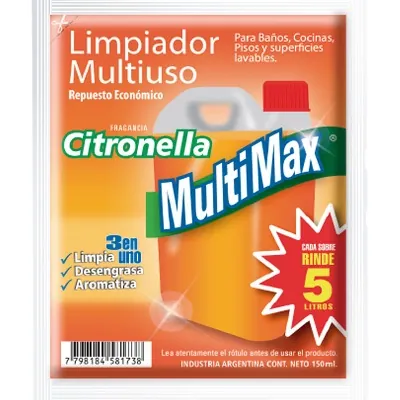 Limpiador
Multiuso
Repuesto Económico
Para Baños, Cocinas,
Pisos y superficies
lavables.
FRAGANCIA
Citronella
MultiMax®
3 en
uno
Limpia
Desengrasa
Aromatiza
CADA SOBRE
RINDE
5
LITROS
7 798184 581738
Lea atentamente el rótulo antes de usar el producto.
INDUSTRIA ARGENTINA CONT. NETO 150ml.